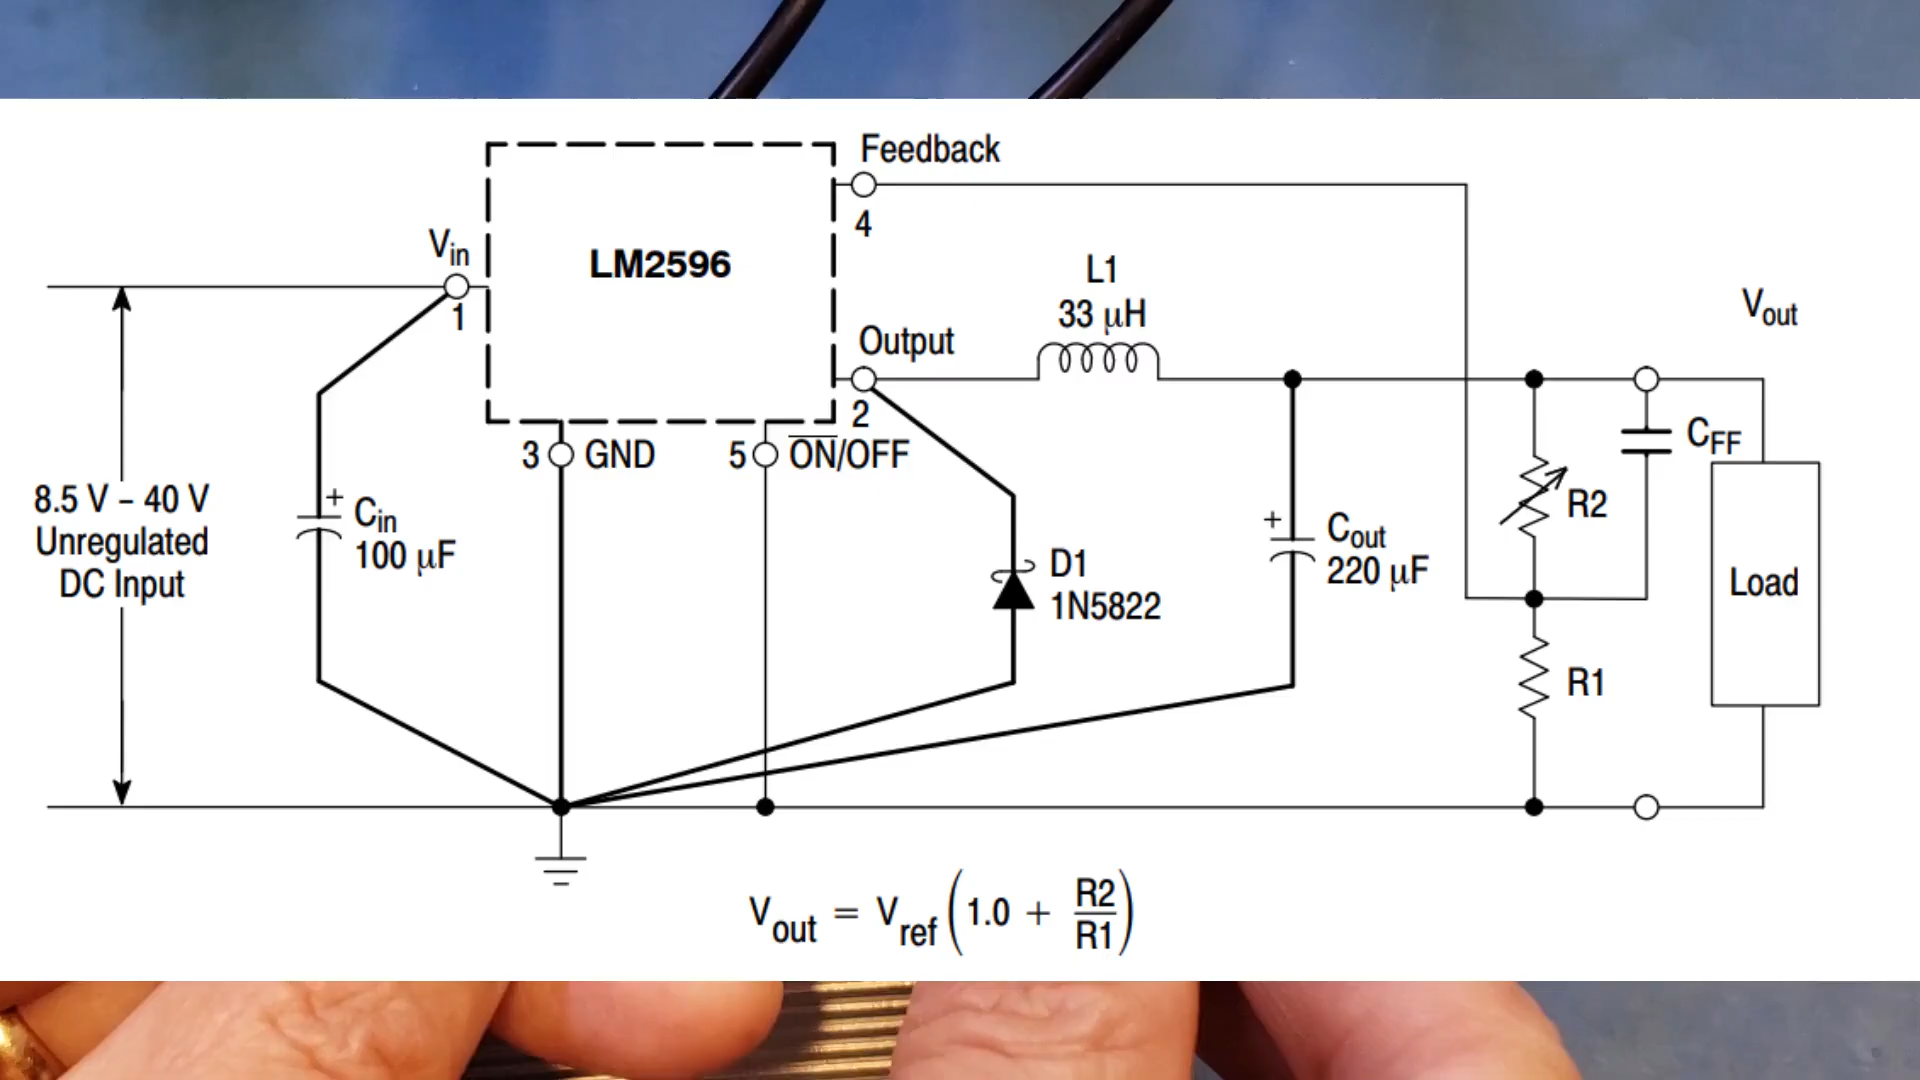 Feedback
4
V_in
1
LM2596
L1
33 µH
V_out
Output
2
3 GND
5 O̅N̅/OFF
8.5 V – 40 V
Unregulated
DC Input
+
C_in
100 µF
D1
1N5822
+
C_out
220 µF
R2
C_FF
Load
R1
V_out = V_ref (1.0 + R2/R1)